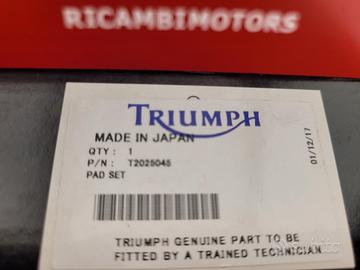 RICAMBIMOTORS
TRIUMPH
MADE IN JAPAN
QTY : 1
P/N : T2025045
PAD SET
01/12/17
TRIUMPH GENUINE PART TO BE
FITTED BY A TRAINED TECHNICIAN